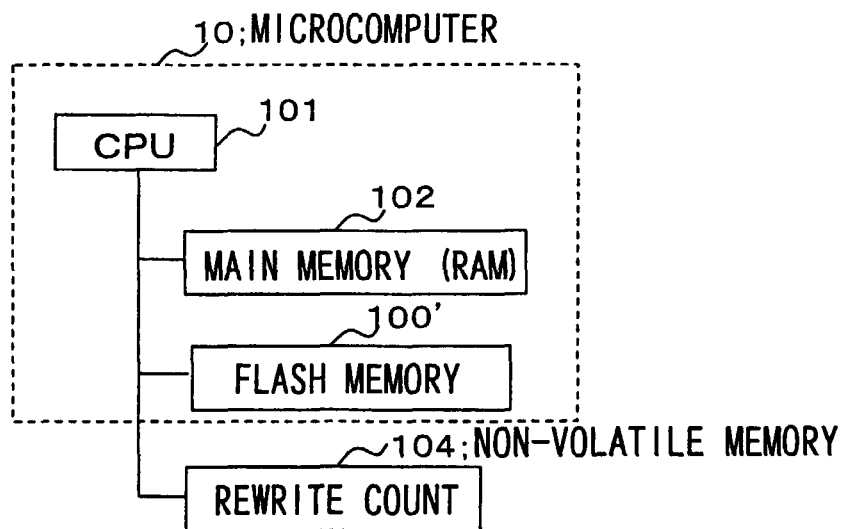 10;MICROCOMPUTER
101
CPU
102
MAIN MEMORY (RAM)
100'
FLASH MEMORY
104;NON-VOLATILE MEMORY
REWRITE COUNT